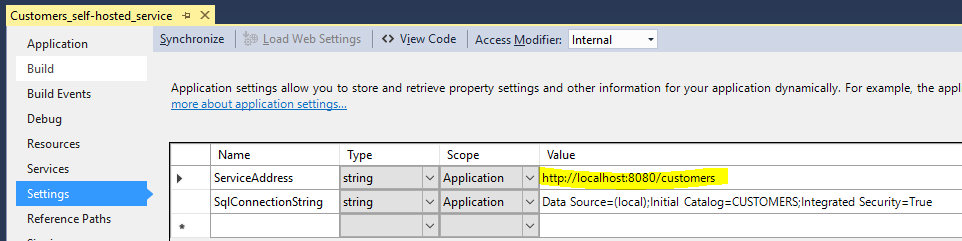 Customers_self-hosted_service
Application
Build
Build Events
Debug
Resources
Services
Settings
Reference Paths
Synchronize Load Web Settings View Code Access Modifier: Internal
Application settings allow you to store and retrieve property settings and other information for your application dynamically. For example, the appl
more about application settings...
Name Type Scope Value
ServiceAddress string Application http://localhost:8080/customers
SqlConnectionString string Application Data Source=(local);Initial Catalog=CUSTOMERS;Integrated Security=True
*